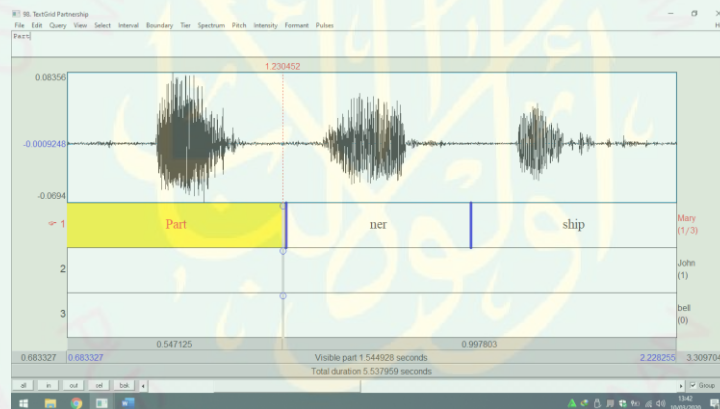 98. TextGrid Partnership
File Edit Query View Select Interval Boundary Tier Spectrum Pitch Intensity Formant Pulses
Part
1.230452
0.08356
-0.0009248
-0.0694
1 Part ner ship Mary (1/3)
2 John (1)
3 bell (0)
0.547125 0.997803
0.683327 0.683327 Visible part 1.544928 seconds 2.228255 3.309704
Total duration 5.537959 seconds
all in out sel bak Group
13:42
10/05/2020